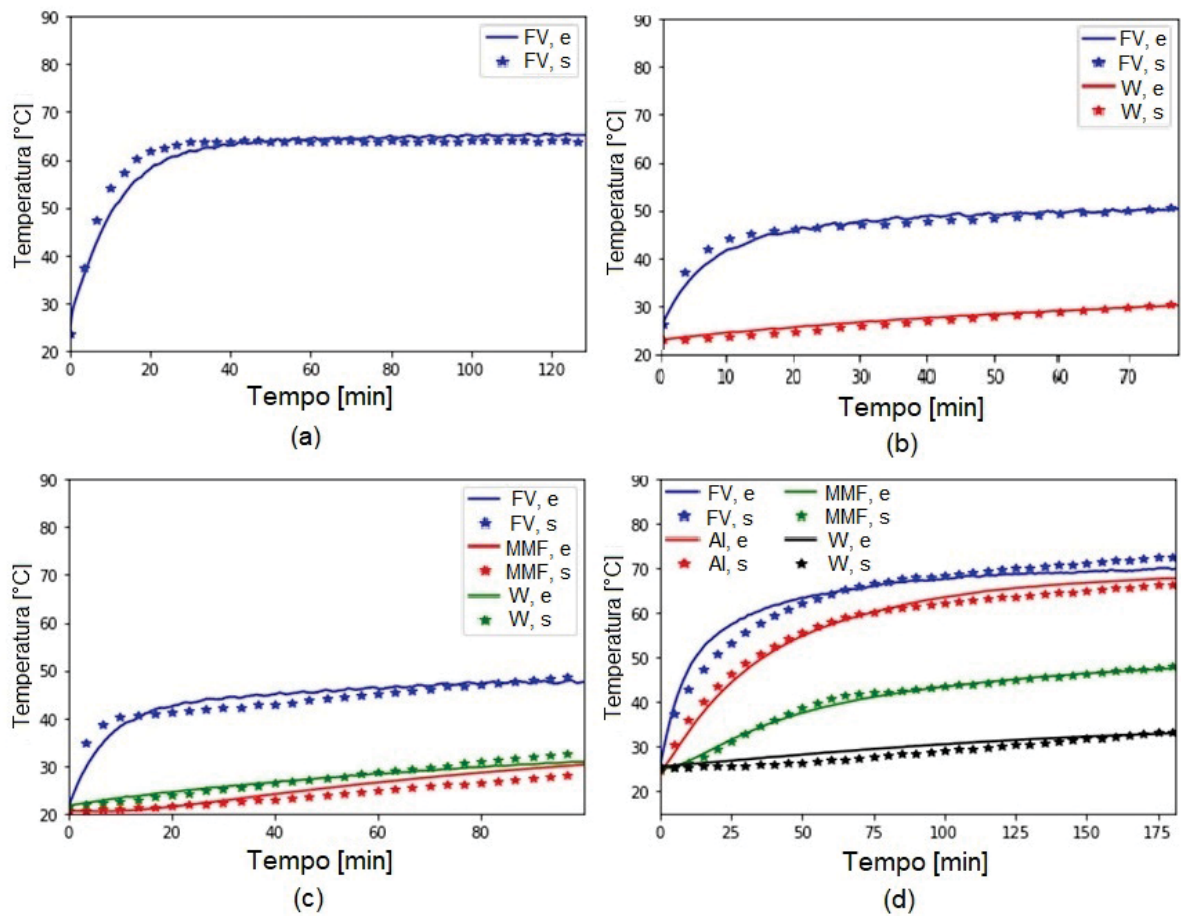 90
80
70
60
50
40
30
20
Temperatura [°C]
FV, e
FV, s
0
20
40
60
80
100
120
Tempo [min]
(a)
90
80
70
60
50
40
30
20
Temperatura [°C]
FV, e
FV, s
W, e
W, s
0
10
20
30
40
50
60
70
Tempo [min]
(b)
90
80
70
60
50
40
30
20
Temperatura [°C]
FV, e
FV, s
MMF, e
MMF, s
W, e
W, s
0
20
40
60
80
Tempo [min]
(c)
90
80
70
60
50
40
30
20
Temperatura [°C]
FV, e
FV, s
Al, e
Al, s
MMF, e
MMF, s
W, e
W, s
0
25
50
75
100
125
150
175
Tempo [min]
(d)